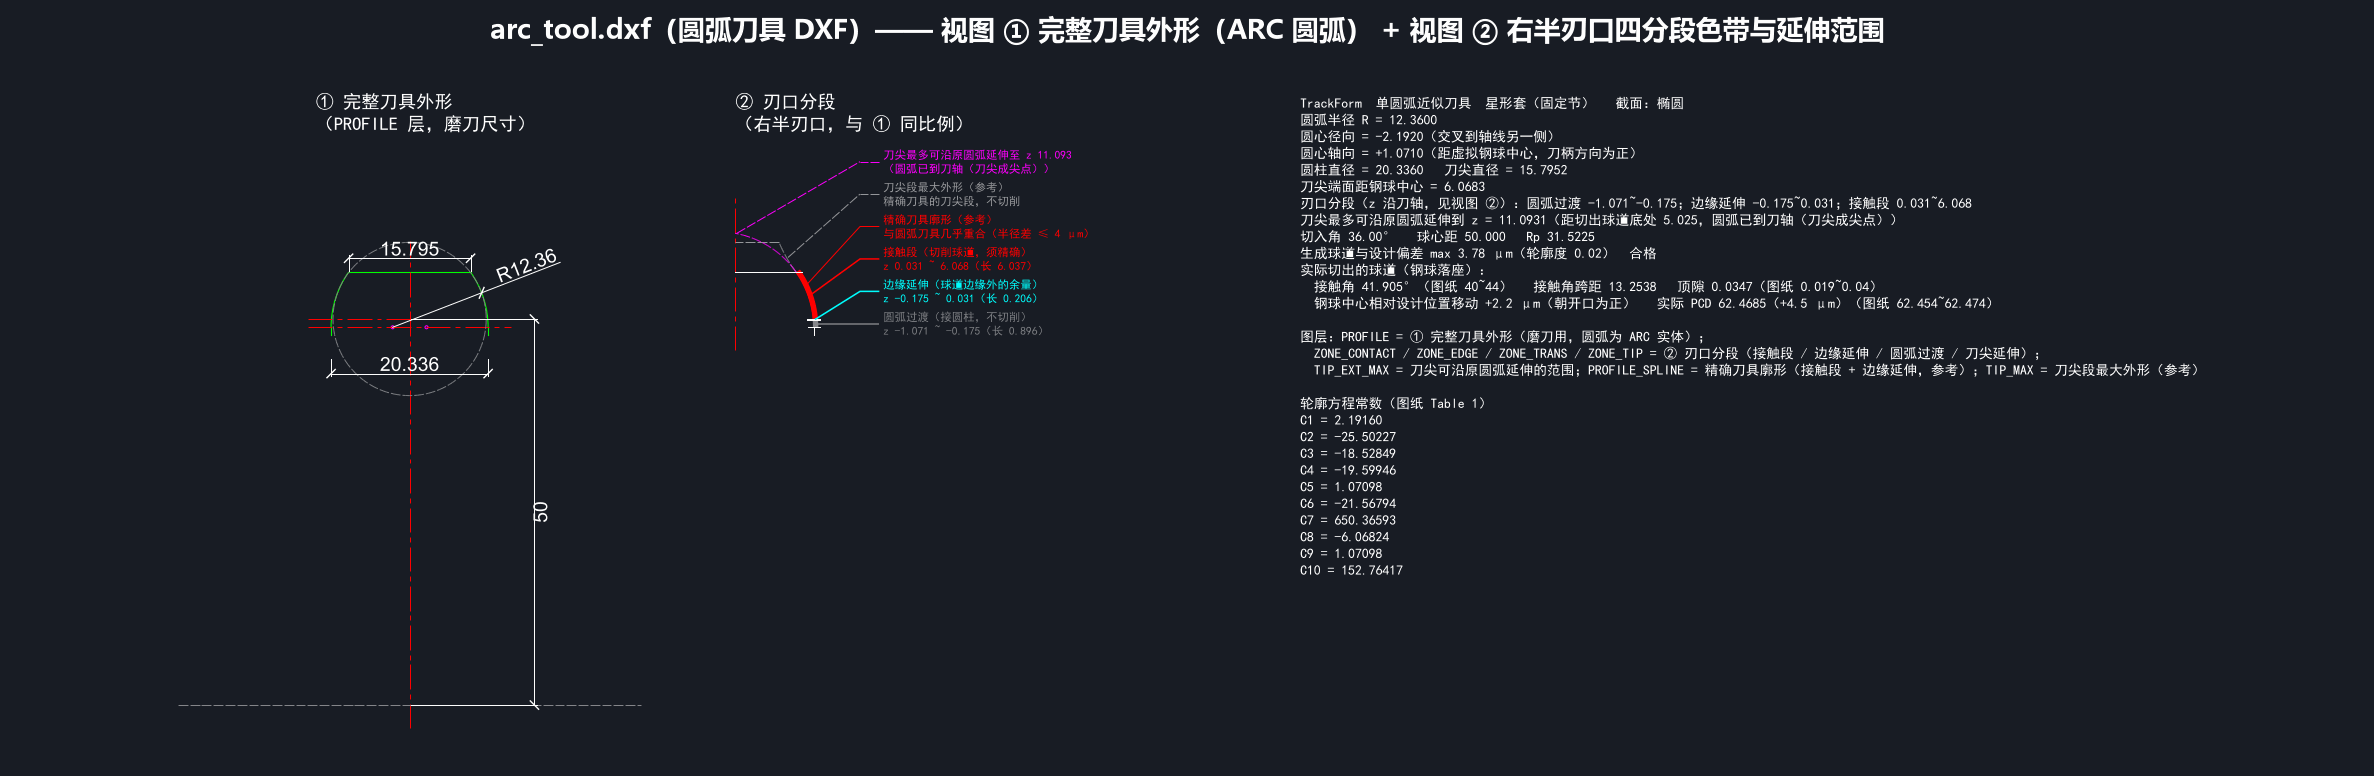 arc_tool.dxf（圆弧刀具 DXF）—— 视图 ① 完整刀具外形（ARC 圆弧） + 视图 ② 右半刃口四分段色带与延伸范围
① 完整刀具外形
（PROFILE 层，磨刀尺寸）
15.795
R12.36
20.336
50
② 刃口分段
（右半刃口，与 ① 同比例）
刀尖最多可沿原圆弧延伸至 z 11.093
（圆弧已到刀轴（刀尖成尖点））
刀尖段最大外形（参考）
精确刀具的刀尖段，不切削
精确刀具廓形（参考）
与圆弧刀具几乎重合（半径差 ≤ 4 μm）
接触段（切削球道，须精确）
z 0.031 ~ 6.068（长 6.037）
边缘延伸（球道边缘外的余量）
z -0.175 ~ 0.031（长 0.206）
圆弧过渡（接圆柱，不切削）
z -1.071 ~ -0.175（长 0.896）
TrackForm 单圆弧近似刀具 星形套（固定节） 截面：椭圆
圆弧半径 R = 12.3600
圆心径向 = -2.1920（交叉到轴线另一侧）
圆心轴向 = +1.0710（距虚拟钢球中心，刀柄方向为正）
圆柱直径 = 20.3360 刀尖直径 = 15.7952
刀尖端面距钢球中心 = 6.0683
刃口分段（z 沿刀轴，见视图 ②）：圆弧过渡 -1.071~-0.175；边缘延伸 -0.175~0.031；接触段 0.031~6.068
刀尖最多可沿原圆弧延伸到 z = 11.0931（距切出球道底处 5.025，圆弧已到刀轴（刀尖成尖点））
切入角 36.00° 球心距 50.000 Rp 31.5225
生成球道与设计偏差 max 3.78 μm（轮廓度 0.02） 合格
实际切出的球道（钢球落座）：
接触角 41.905°（图纸 40~44） 接触角跨距 13.2538 顶隙 0.0347（图纸 0.019~0.04）
钢球中心相对设计位置移动 +2.2 μm（朝开口为正） 实际 PCD 62.4685（+4.5 μm）（图纸 62.454~62.474）
图层：PROFILE = ① 完整刀具外形（磨刀用，圆弧为 ARC 实体）；
ZONE_CONTACT / ZONE_EDGE / ZONE_TRANS / ZONE_TIP = ② 刃口分段（接触段 / 边缘延伸 / 圆弧过渡 / 刀尖延伸）；
TIP_EXT_MAX = 刀尖可沿原圆弧延伸的范围；PROFILE_SPLINE = 精确刀具廓形（接触段 + 边缘延伸，参考）；TIP_MAX = 刀尖段最大外形（参考）
轮廓方程常数（图纸 Table 1）
C1 = 2.19160
C2 = -25.50227
C3 = -18.52849
C4 = -19.59946
C5 = 1.07098
C6 = -21.56794
C7 = 650.36593
C8 = -6.06824
C9 = 1.07098
C10 = 152.76417